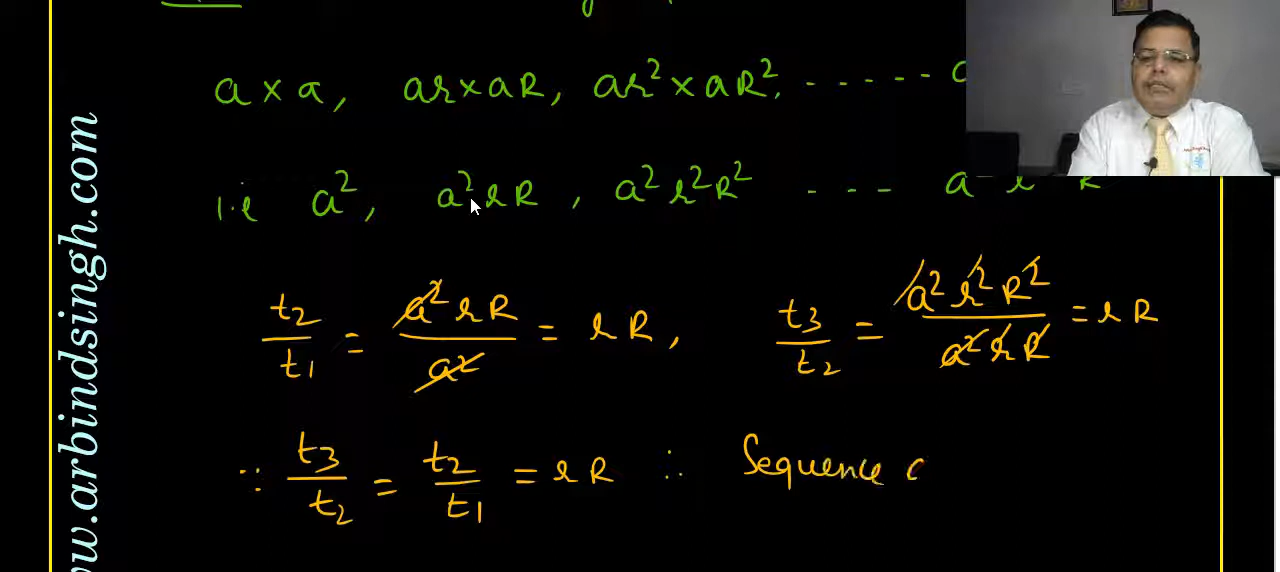 a × a, ar × aR, ar² × aR², -----
i.e a², a²rR, a²r²R² --- a r R
t₂/t₁ = a²rR/a² = rR, t₃/t₂ = a²r²R²/a²rR = rR
∵ t₃/t₂ = t₂/t₁ = rR ∴ Sequence
ow.arbindsingh.com